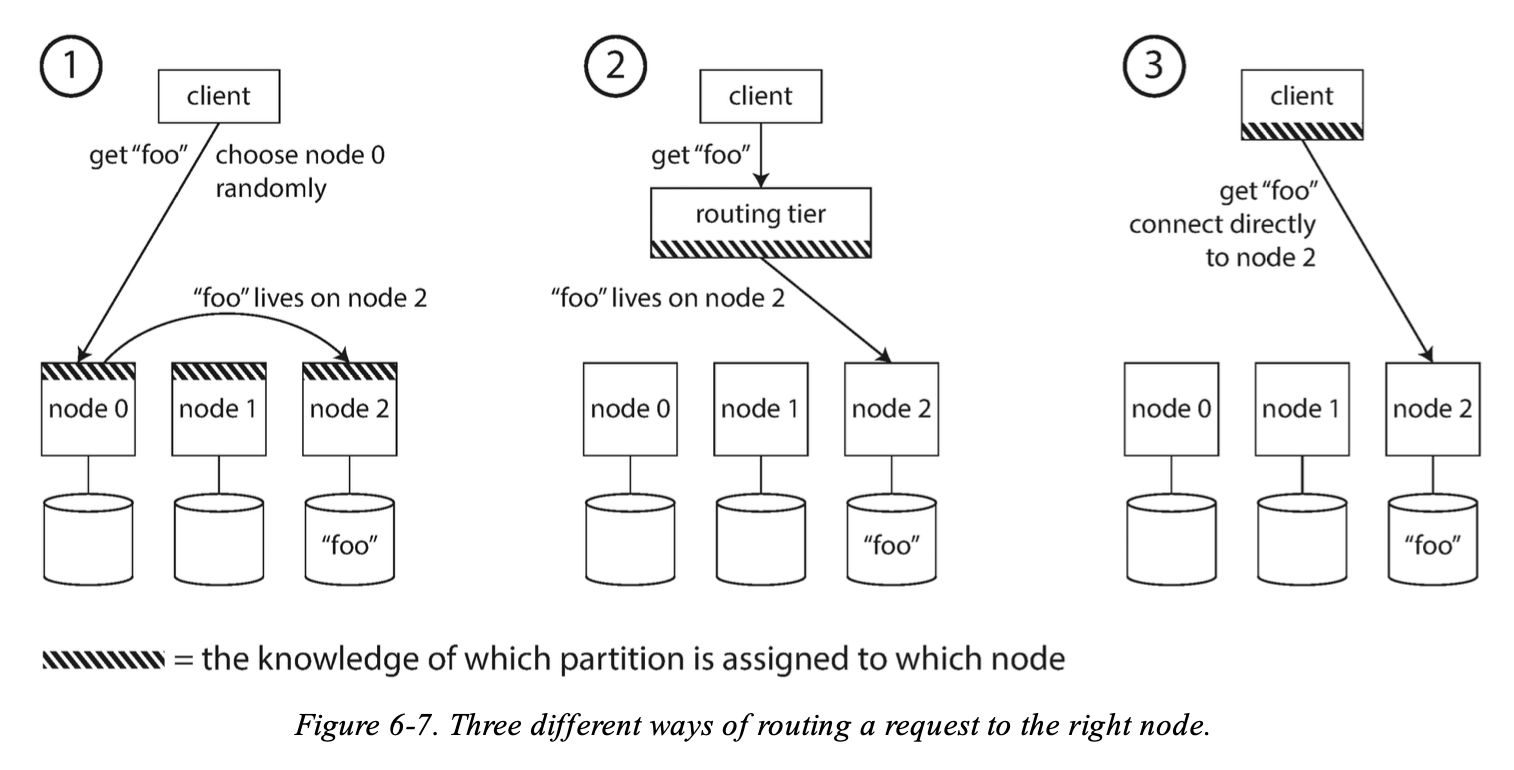 1
client
get “foo”
choose node 0
randomly
“foo” lives on node 2
node 0
node 1
node 2
“foo”
2
client
get “foo”
routing tier
“foo” lives on node 2
node 0
node 1
node 2
“foo”
3
client
get “foo”
connect directly
to node 2
node 0
node 1
node 2
“foo”
= the knowledge of which partition is assigned to which node
Figure 6-7. Three different ways of routing a request to the right node.